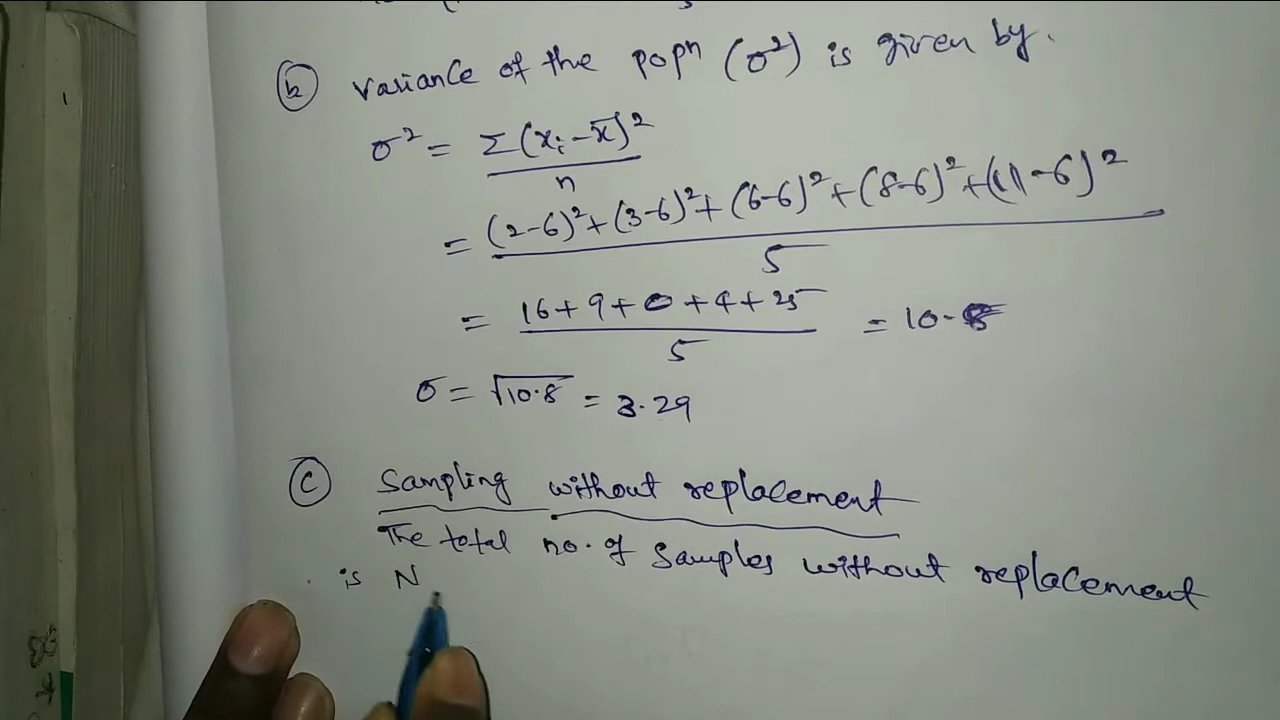 (b) variance of the popn (σ²) is given by.
σ² = Σ(xi - x̄)² / n
= (2-6)² + (3-6)² + (6-6)² + (8-6)² + (11-6)² / 5
= 16+9+0+4+25 / 5 = 10.8
σ = √10.8 = 3.29
(c) Sampling without replacement
The total no. of samples without replacement
is N